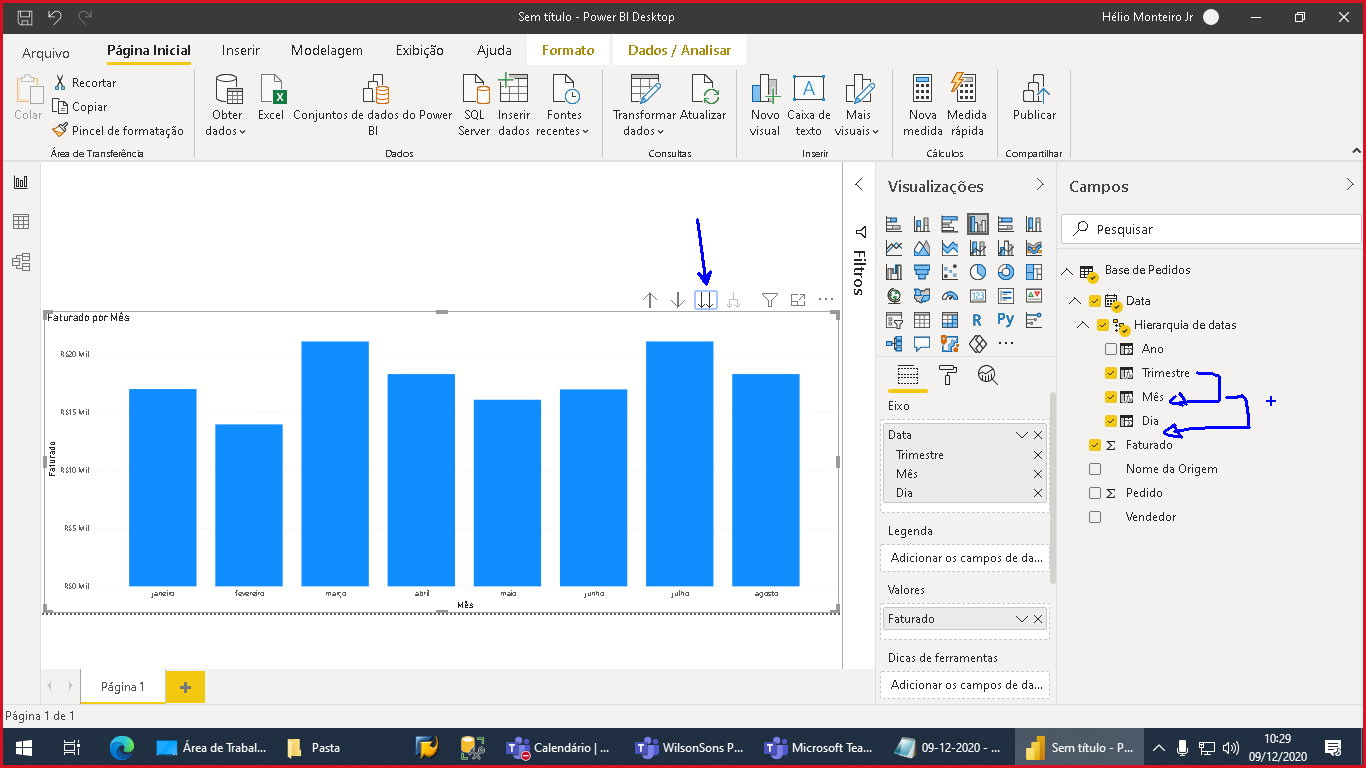 Sem título - Power BI Desktop
Hélio Monteiro Jr
Arquivo
Página Inicial
Inserir
Modelagem
Exibição
Ajuda
Formato
Dados / Analisar
Colar
Recortar
Copiar
Pincel de formatação
Área de Transferência
Obter dados
Excel
Conjuntos de dados do Power BI
SQL Server
Inserir dados
Fontes recentes
Dados
Transformar dados
Atualizar
Consultas
Novo visual
Caixa de texto
Mais visuais
Inserir
Nova medida
Medida rápida
Cálculos
Publicar
Compartilhar
Faturado por Mês
R$20 Mil
R$15 Mil
R$10 Mil
R$5 Mil
R$0 Mil
Faturado
janeiro
fevereiro
março
abril
maio
junho
julho
agosto
Mês
Filtros
Visualizações
123
R
Py
Eixo
Data
Trimestre
Mês
Dia
Legenda
Adicionar os campos de da...
Valores
Faturado
Dicas de ferramentas
Adicionar os campos de da...
Campos
Pesquisar
Base de Pedidos
Data
Hierarquia de datas
Ano
Trimestre
Mês
Dia
Faturado
Nome da Origem
Pedido
Vendedor
Página 1
Página 1 de 1
Área de Trabal...
Pasta
Calendário | ...
WilsonSons P...
Microsoft Tea...
09-12-2020 - ...
Sem título - P...
10:29
09/12/2020